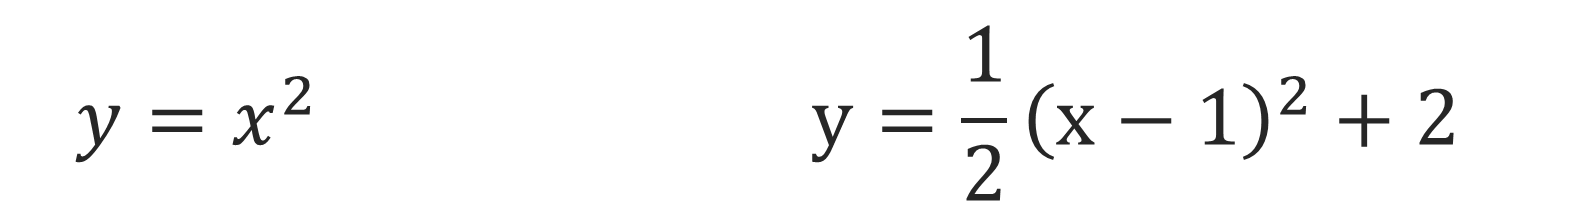 y = x²
y = 1/2 (x − 1)² + 2